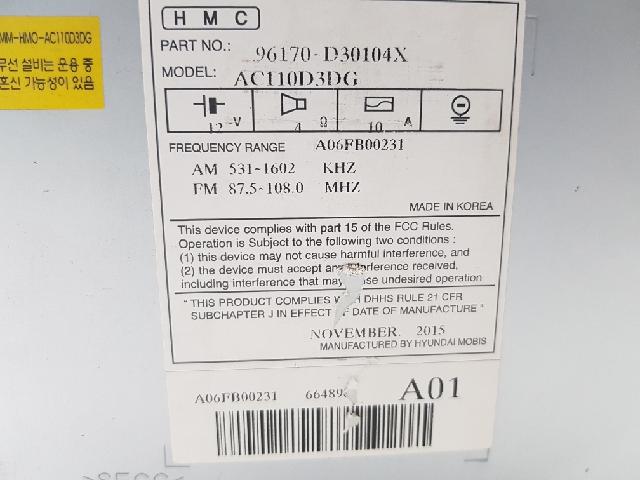 MM-HMO-AC110D3DG
무선 설비는 운용 중
혼신 가능성이 있음
HMC
PART NO.: 96170-D30104X
MODEL: AC110D3DG
12 -V 4 Ω 10 A
FREQUENCY RANGE A06FB00231
AM 531-1602 KHZ
FM 87.5-108.0 MHZ
MADE IN KOREA
This device complies with part 15 of the FCC Rules.
Operation is Subject to the following two conditions :
(1) this device may not cause harmful interference, and
(2) the device must accept any interference received,
including interference that may cause undesired operation
"THIS PRODUCT COMPLIES WITH DHHS RULE 21 CFR
SUBCHAPTER J IN EFFECT OF DATE OF MANUFACTURE"
NOVEMBER. 2015
MANUFACTURED BY HYUNDAI MOBIS
A06FB00231 A01